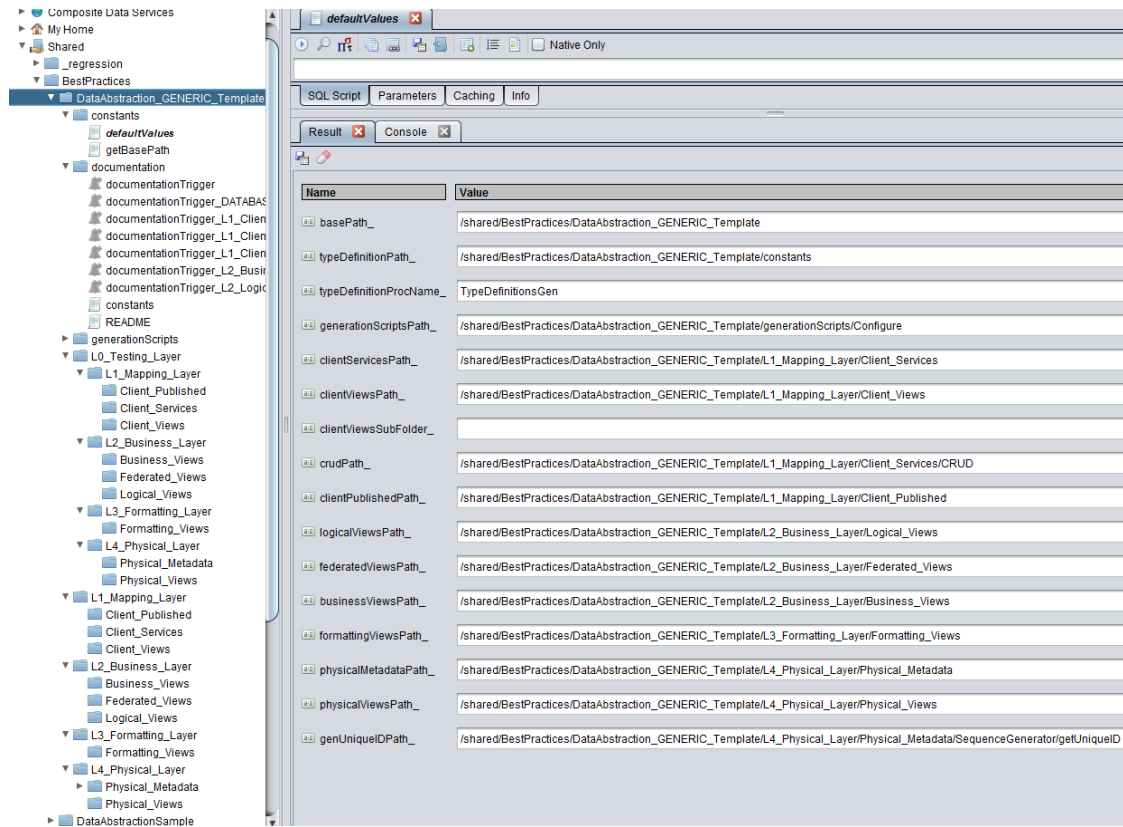 Composite Data Services
My Home
Shared
_regression
BestPractices
DataAbstraction_GENERIC_Template
constants
defaultValues
getBasePath
documentation
documentationTrigger
documentationTrigger_DATABAS
documentationTrigger_L1_Clien
documentationTrigger_L1_Clien
documentationTrigger_L1_Clien
documentationTrigger_L2_Busin
documentationTrigger_L2_Logic
constants
README
generationScripts
L0_Testing_Layer
L1_Mapping_Layer
Client_Published
Client_Services
Client_Views
L2_Business_Layer
Business_Views
Federated_Views
Logical_Views
L3_Formatting_Layer
Formatting_Views
L4_Physical_Layer
Physical_Metadata
Physical_Views
L1_Mapping_Layer
Client_Published
Client_Services
Client_Views
L2_Business_Layer
Business_Views
Federated_Views
Logical_Views
L3_Formatting_Layer
Formatting_Views
L4_Physical_Layer
Physical_Metadata
Physical_Views
DataAbstractionSample
defaultValues
Native Only
SQL Script Parameters Caching Info
Result Console
Name Value
basePath_ /shared/BestPractices/DataAbstraction_GENERIC_Template
typeDefinitionPath_ /shared/BestPractices/DataAbstraction_GENERIC_Template/constants
typeDefinitionProcName_ TypeDefinitionsGen
generationScriptsPath_ /shared/BestPractices/DataAbstraction_GENERIC_Template/generationScripts/Configure
clientServicesPath_ /shared/BestPractices/DataAbstraction_GENERIC_Template/L1_Mapping_Layer/Client_Services
clientViewsPath_ /shared/BestPractices/DataAbstraction_GENERIC_Template/L1_Mapping_Layer/Client_Views
clientViewsSubFolder_
crudPath_ /shared/BestPractices/DataAbstraction_GENERIC_Template/L1_Mapping_Layer/Client_Services/CRUD
clientPublishedPath_ /shared/BestPractices/DataAbstraction_GENERIC_Template/L1_Mapping_Layer/Client_Published
logicalViewsPath_ /shared/BestPractices/DataAbstraction_GENERIC_Template/L2_Business_Layer/Logical_Views
federatedViewsPath_ /shared/BestPractices/DataAbstraction_GENERIC_Template/L2_Business_Layer/Federated_Views
businessViewsPath_ /shared/BestPractices/DataAbstraction_GENERIC_Template/L2_Business_Layer/Business_Views
formattingViewsPath_ /shared/BestPractices/DataAbstraction_GENERIC_Template/L3_Formatting_Layer/Formatting_Views
physicalMetadataPath_ /shared/BestPractices/DataAbstraction_GENERIC_Template/L4_Physical_Layer/Physical_Metadata
physicalViewsPath_ /shared/BestPractices/DataAbstraction_GENERIC_Template/L4_Physical_Layer/Physical_Views
genUniqueIDPath_ /shared/BestPractices/DataAbstraction_GENERIC_Template/L4_Physical_Layer/Physical_Metadata/SequenceGenerator/getUniqueID